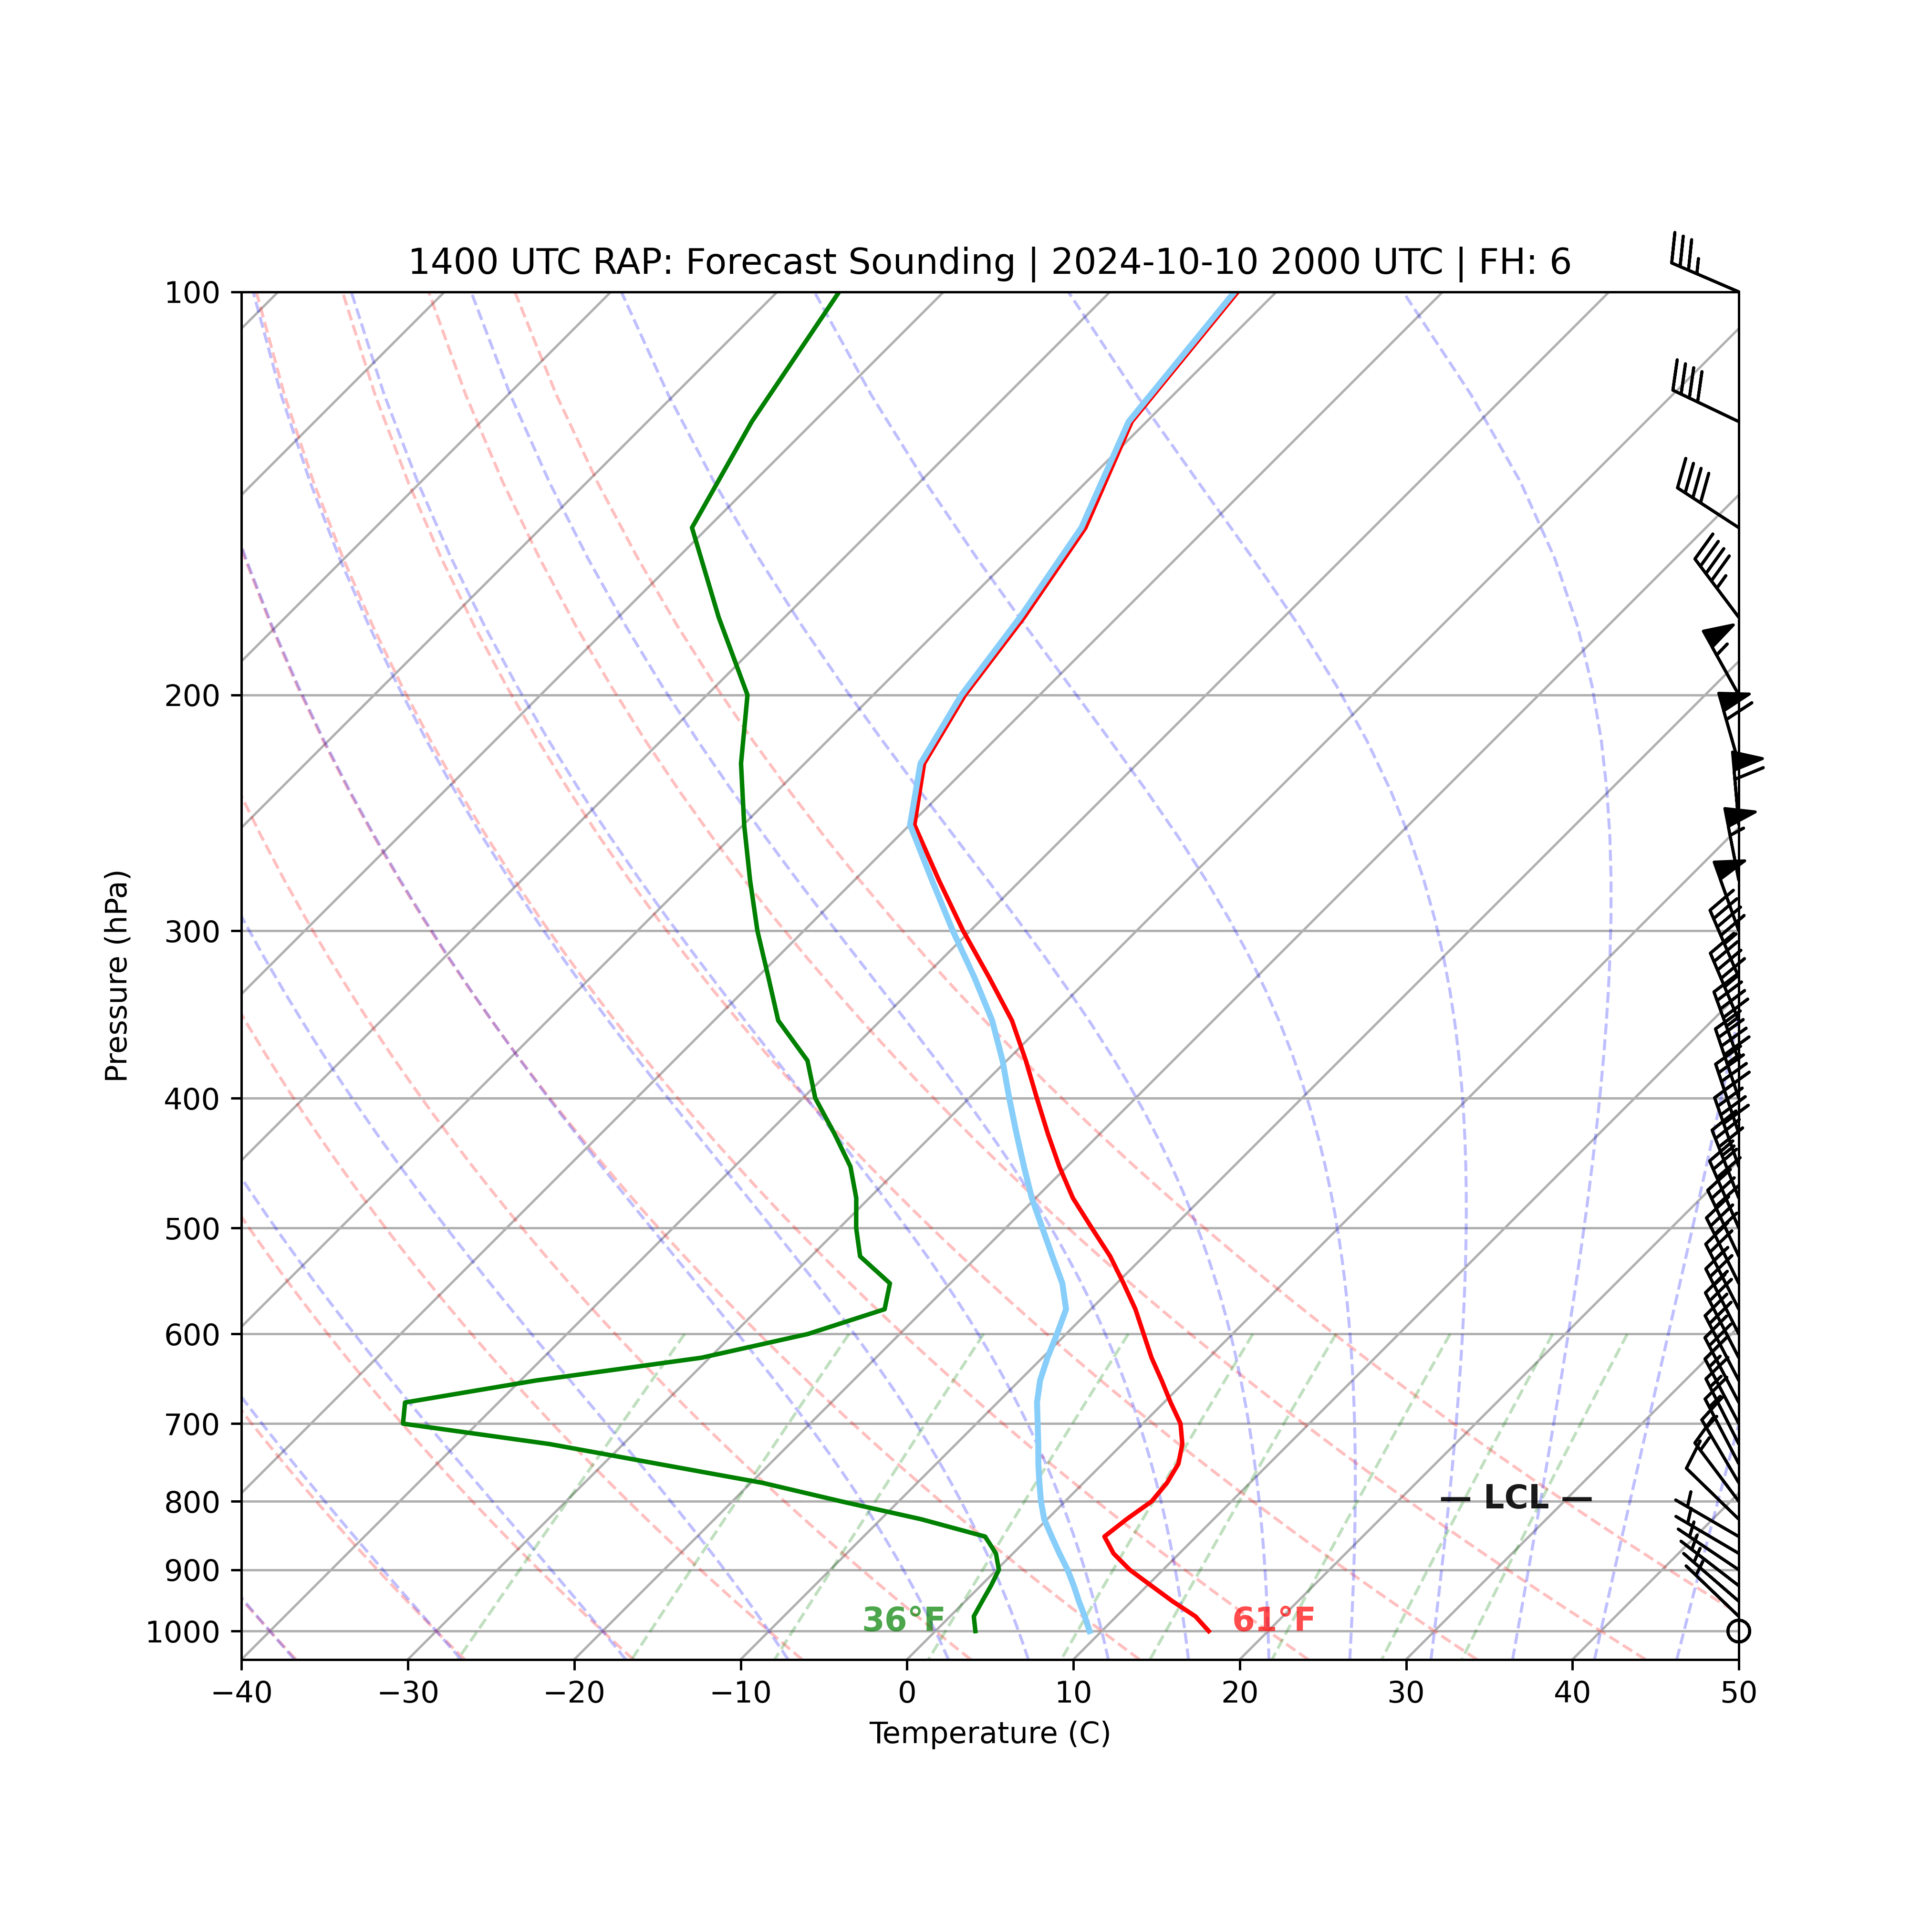 1400 UTC RAP: Forecast Sounding | 2024-10-10 2000 UTC | FH: 6
100
200
300
400
500
600
700
800
900
1000
Pressure (hPa)
— LCL —
36°F
61°F
−40 −30 −20 −10 0 10 20 30 40 50
Temperature (C)